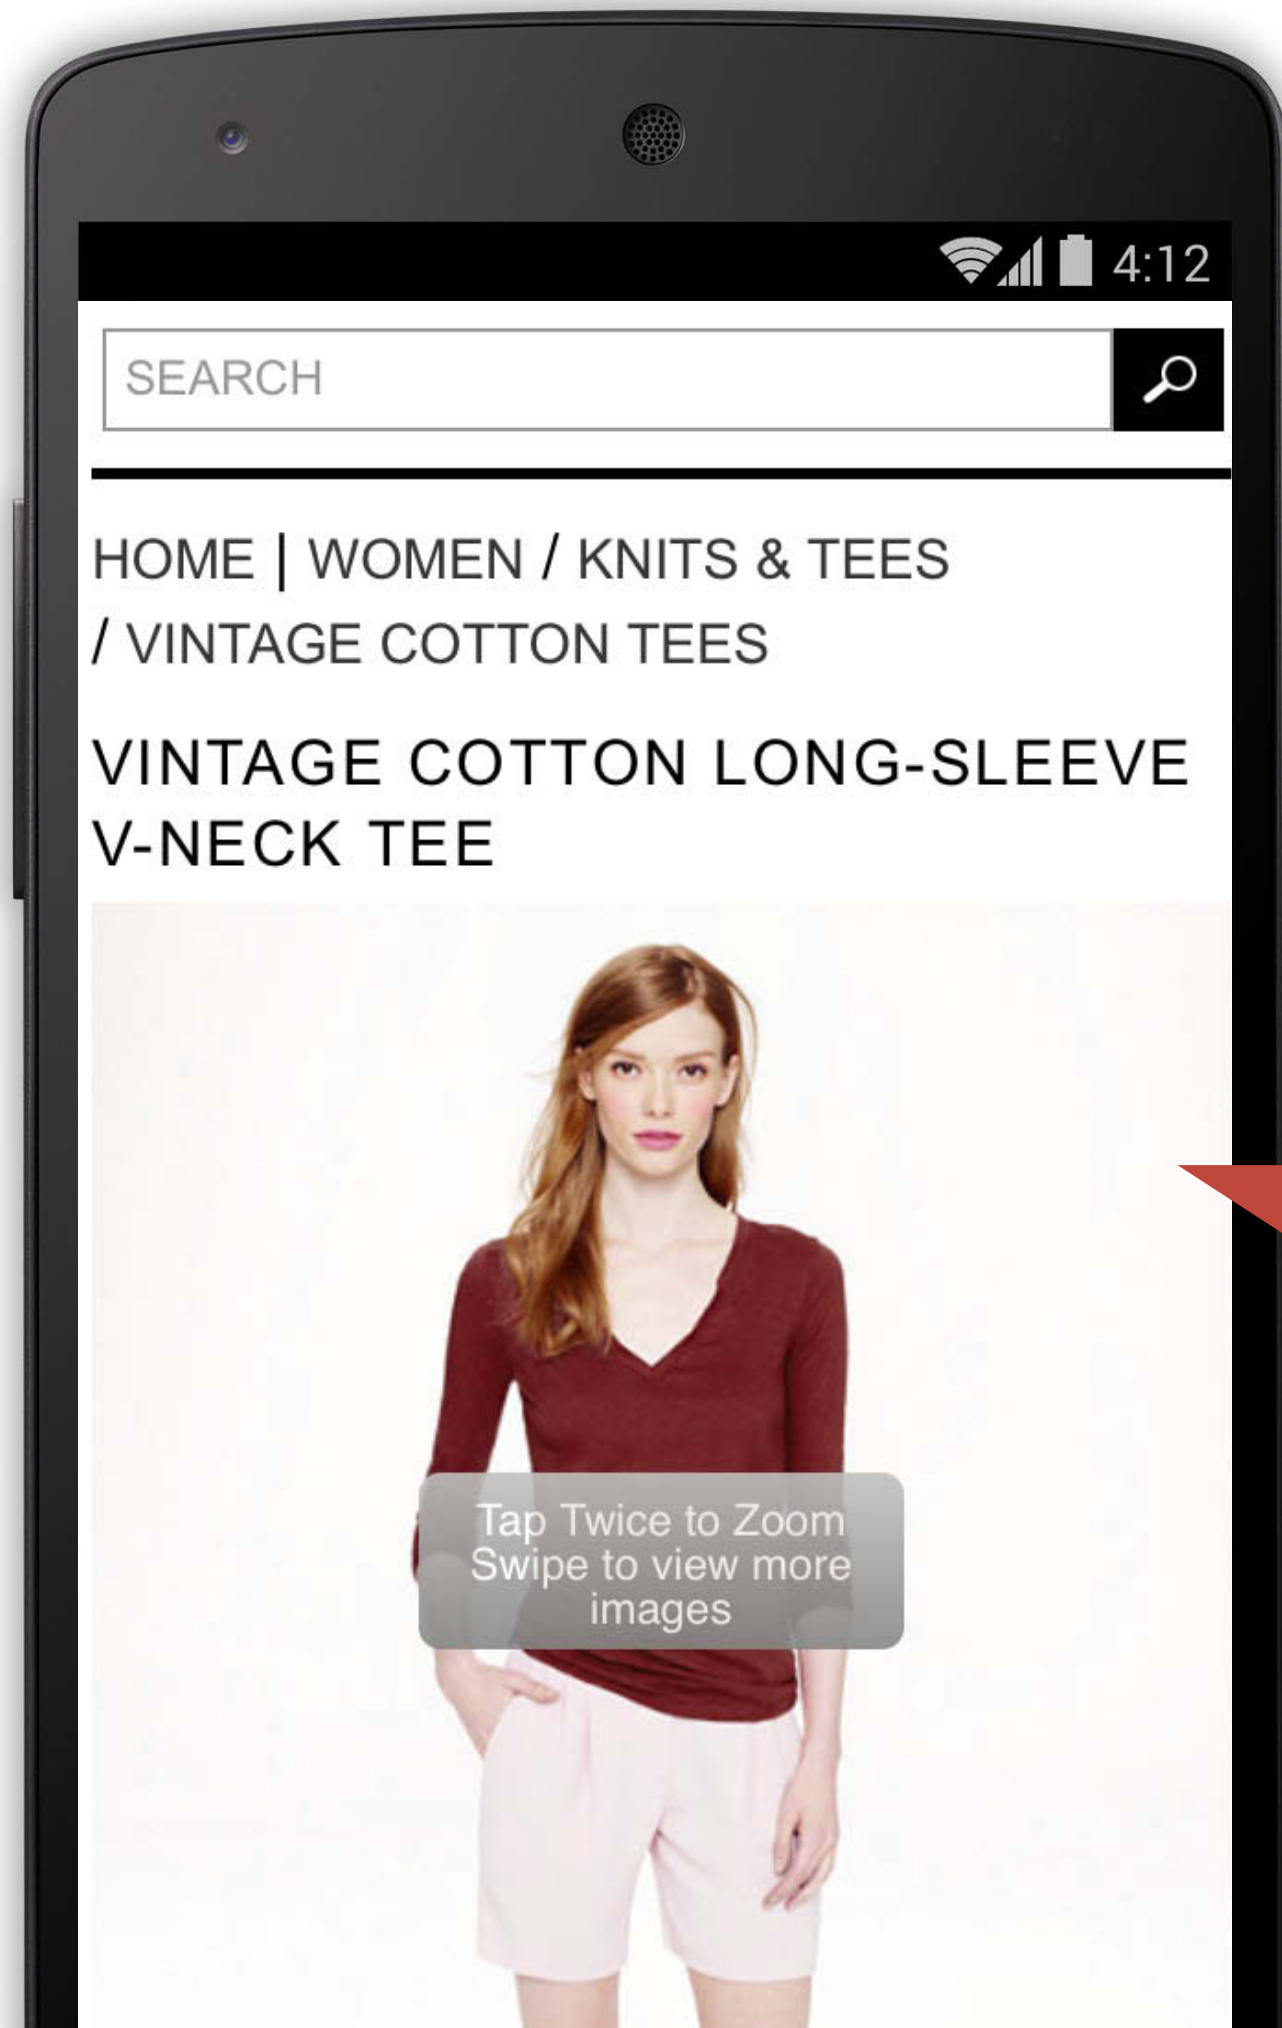 4:12
SEARCH
HOME | WOMEN / KNITS & TEES
/ VINTAGE COTTON TEES
VINTAGE COTTON LONG-SLEEVE
V-NECK TEE
Tap Twice to Zoom
Swipe to view more
images